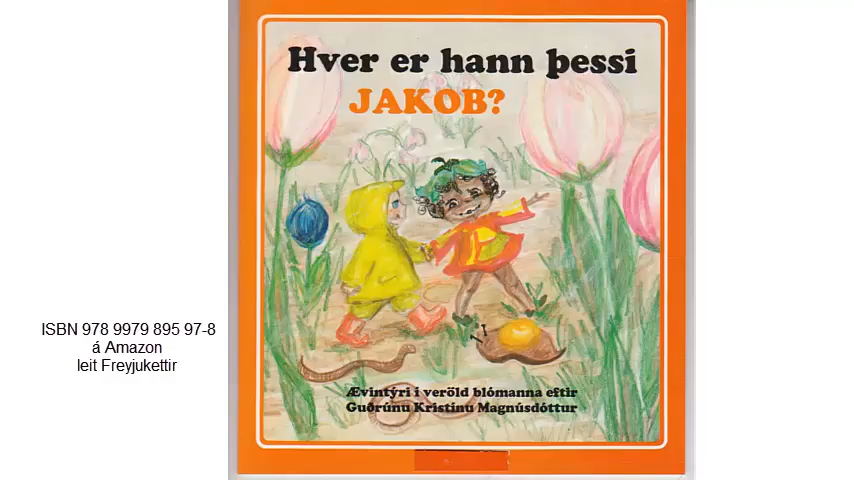 Hver er hann þessi
JAKOB?
ISBN 978 9979 895 97-8
á Amazon
leit Freyjukettir
Ævintýri í veröld blómanna eftir
Guðrúnu Kristínu Magnúsdóttur